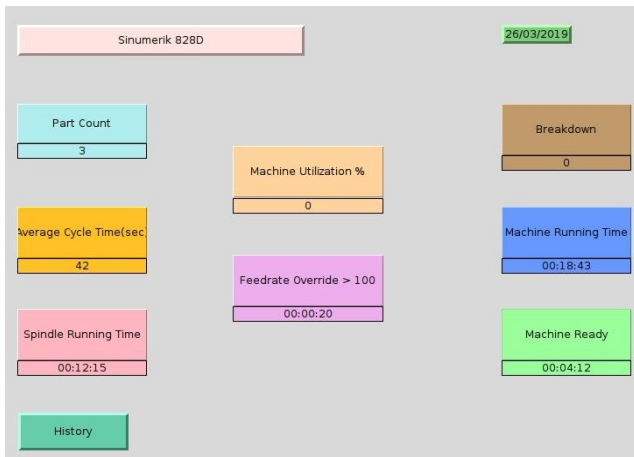 Sinumerik 828D
26/03/2019
Part Count
3
Breakdown
0
Machine Utilization %
0
Average Cycle Time(sec)
42
Machine Running Time
00:18:43
Feedrate Override > 100
00:00:20
Spindle Running Time
00:12:15
Machine Ready
00:04:12
History